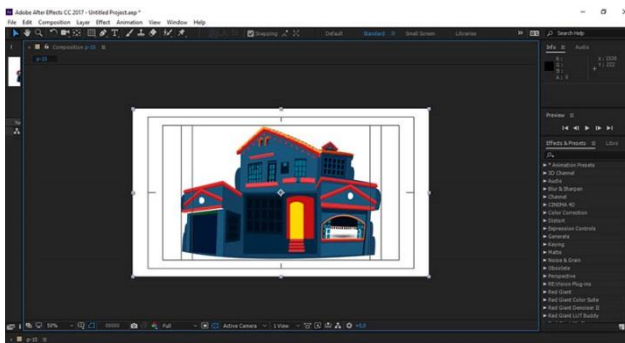 Adobe After Effects CC 2017 - Untitled Project.aep *
File Edit Composition Layer Effect Animation View Window Help
Snapping Default Standard Small Screen Libraries Search Help
Composition p-15
p-15
Info Audio
Preview
Effects & Presets Libra
* Animation Presets
3D Channel
Audio
Blur & Sharpen
Channel
CINEMA 4D
Color Correction
Distort
Expression Controls
Generate
Keying
Matte
Noise & Grain
Obsolete
Perspective
RE:Vision Plug-ins
Red Giant
Red Giant Color Suite
Red Giant Denoiser II
Red Giant LUT Buddy
50% 00000 Full Active Camera 1 View +0.0
p-15